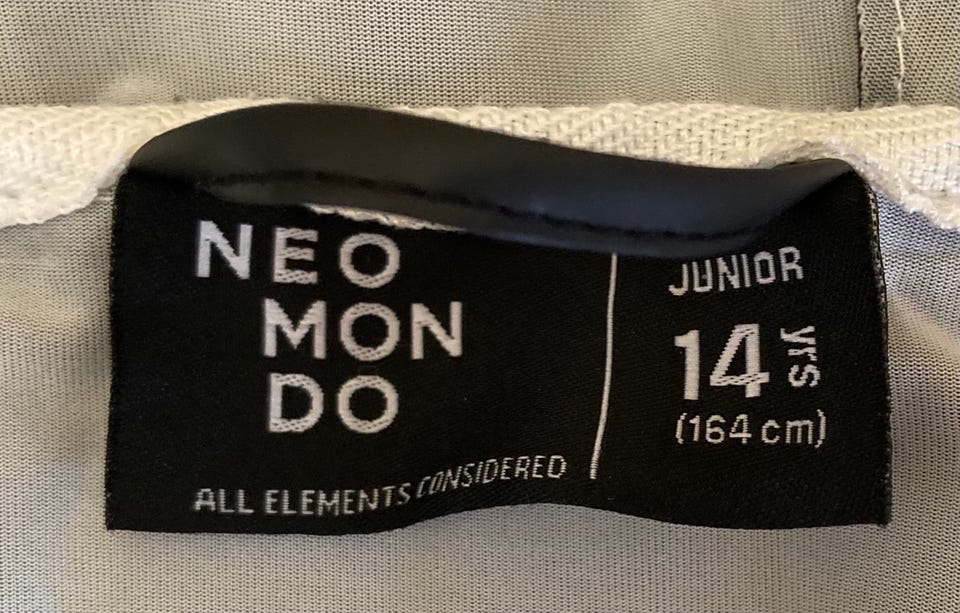 NEO
MON
DO
ALL ELEMENTS CONSIDERED
JUNIOR
14 yrs
(164 cm)